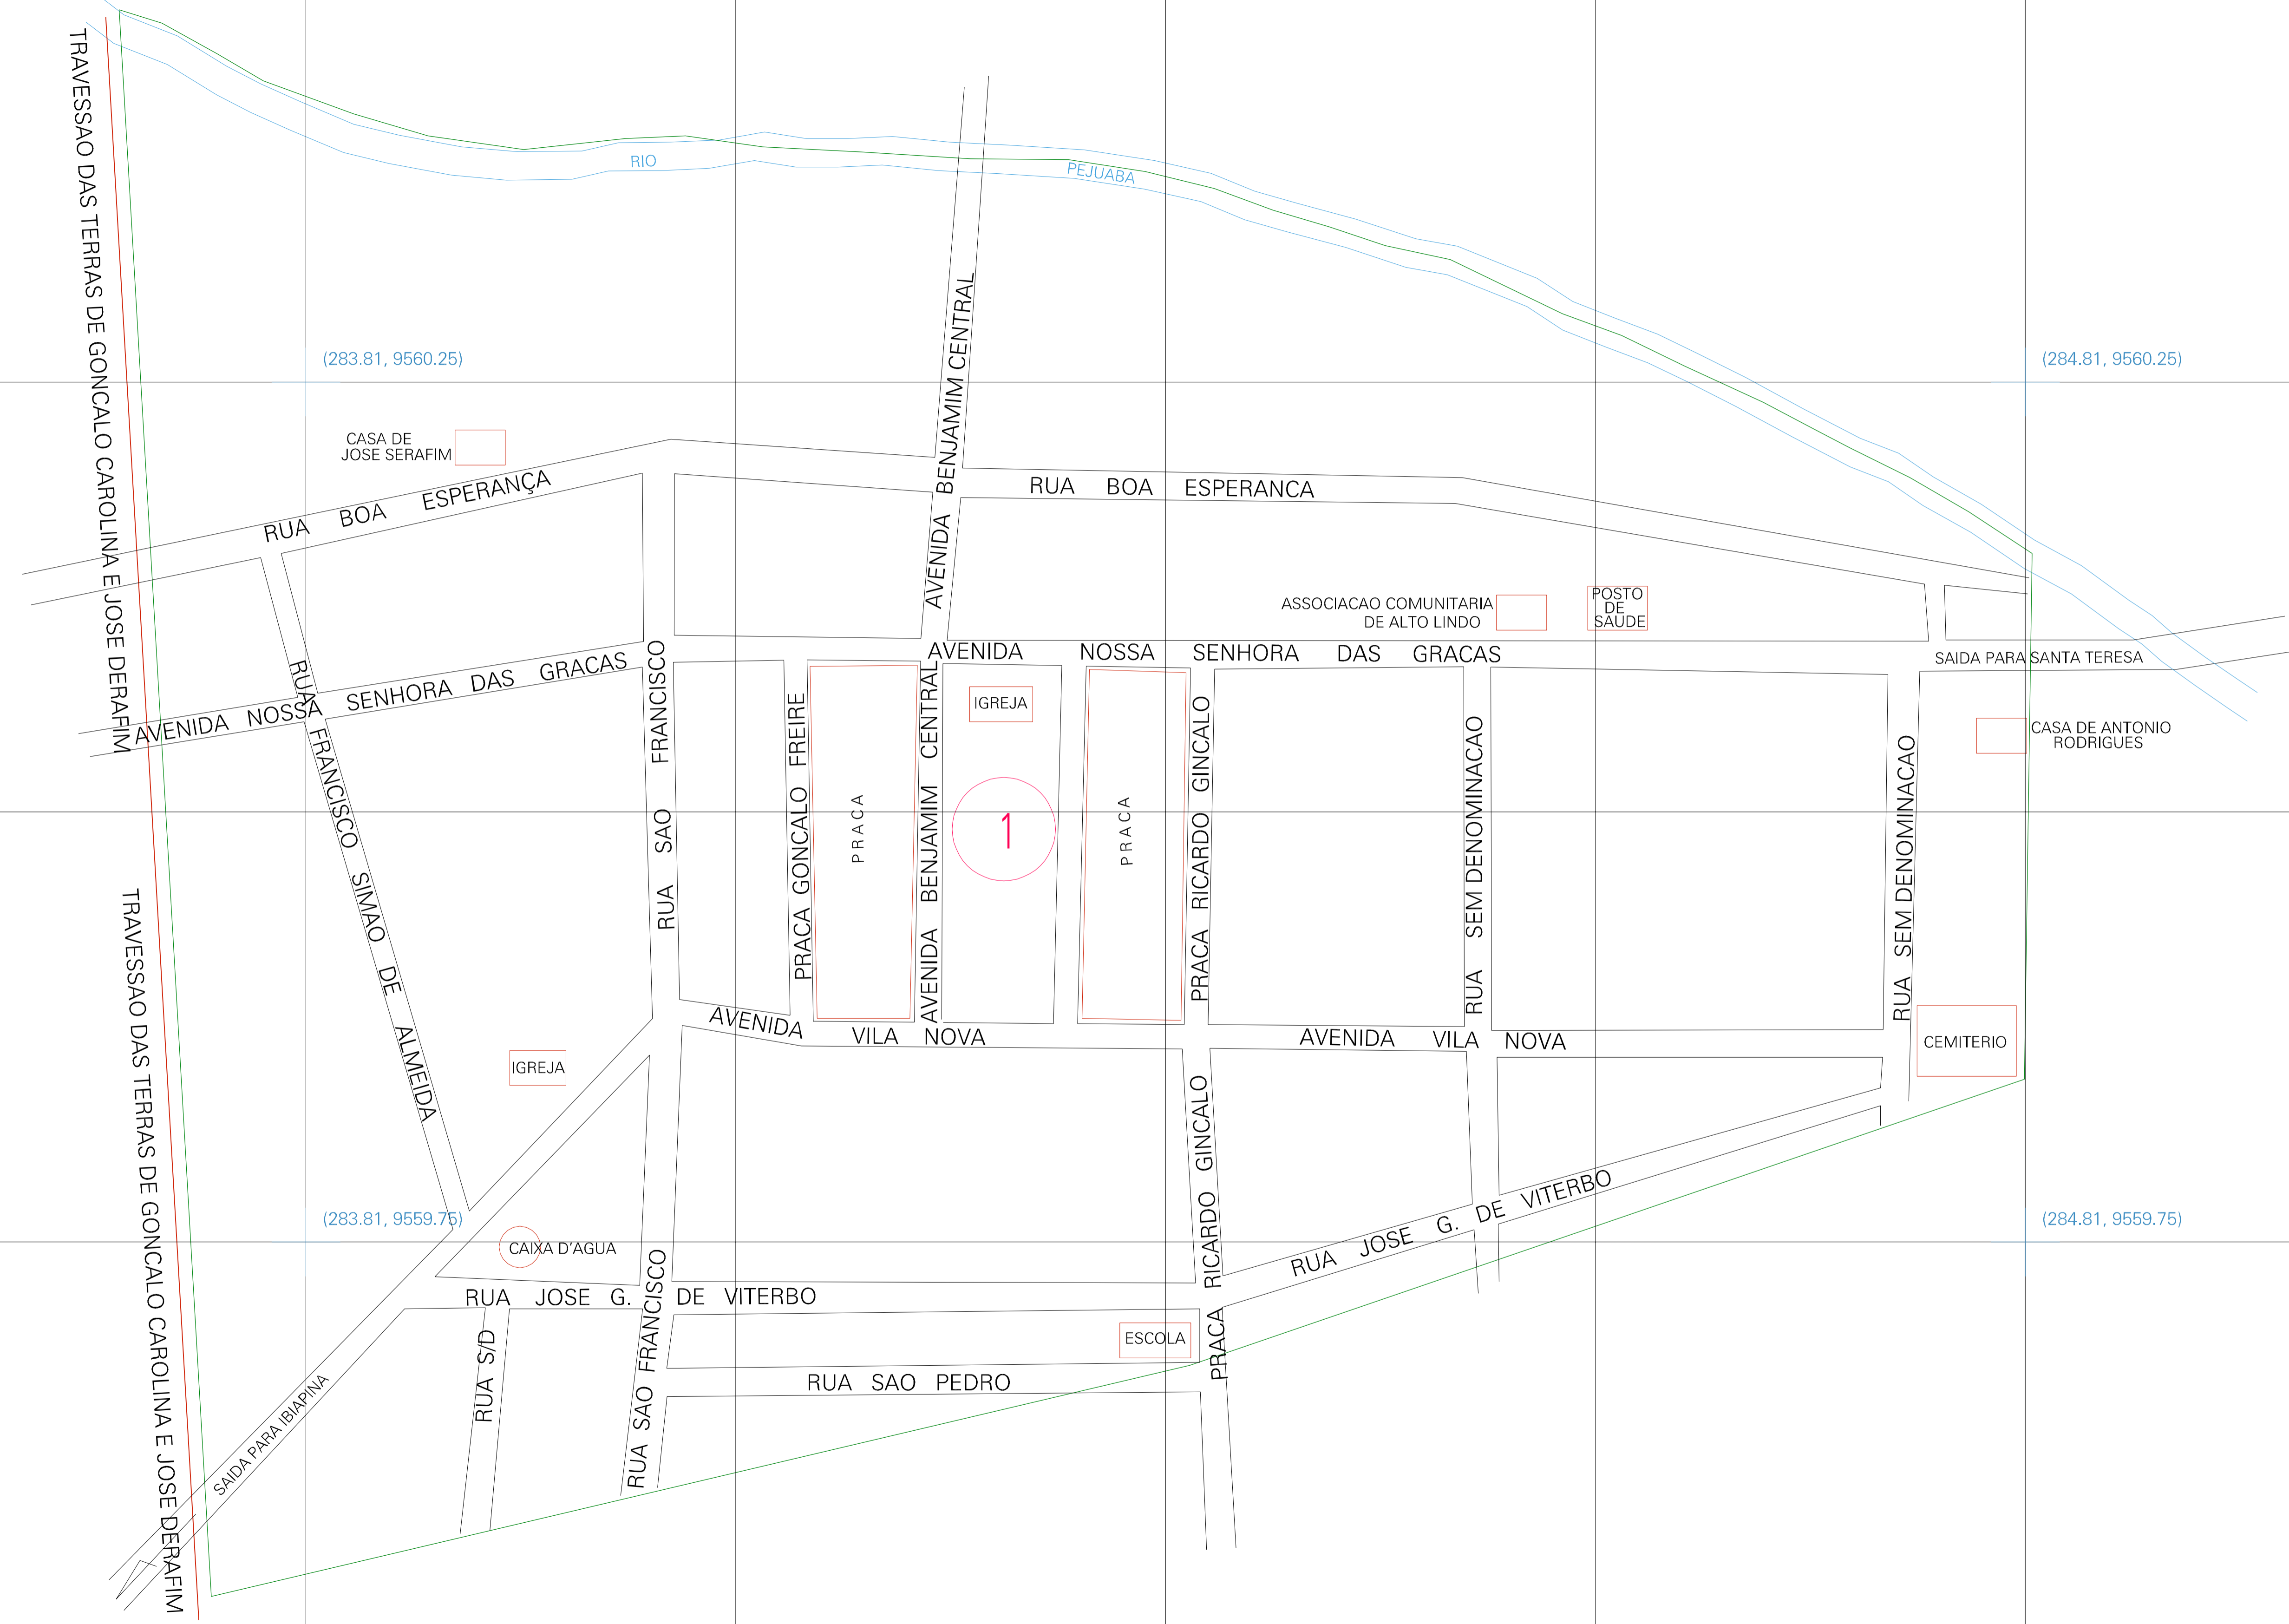 TRAVESSAO DAS TERRAS DE GONCALO CAROLINA E JOSE DERAFIM
RIO
PEJUABA
(283.81, 9560.25)
(284.81, 9560.25)
AVENIDA BENJAMIM CENTRAL
CASA DE
JOSE SERAFIM
RUA BOA ESPERANÇA
RUA BOA ESPERANCA
ASSOCIACAO COMUNITARIA
DE ALTO LINDO
POSTO
DE
SAUDE
AVENIDA NOSSA SENHORA DAS GRACAS
AVENIDA NOSSA SENHORA DAS GRACAS
SAIDA PARA SANTA TERESA
CASA DE ANTONIO
RODRIGUES
RUA FRANCISCO SIMAO DE ALMEIDA
RUA SAO FRANCISCO
PRACA GONCALO FREIRE
PRACA
AVENIDA BENJAMIM CENTRAL
IGREJA
1
PRACA
PRACA RICARDO GINCALO
RUA SEM DENOMINACAO
RUA SEM DENOMINACAO
TRAVESSAO DAS TERRAS DE GONCALO CAROLINA E JOSE DERAFIM
AVENIDA VILA NOVA
AVENIDA VILA NOVA
CEMITERIO
IGREJA
PRACA RICARDO GINCALO
RUA JOSE G. DE VITERBO
(283.81, 9559.75)
(284.81, 9559.75)
CAIXA D'AGUA
RUA JOSE G. DE VITERBO
RUA S/D
RUA SAO FRANCISCO
ESCOLA
RUA SAO PEDRO
SAIDA PARA IBIAPINA